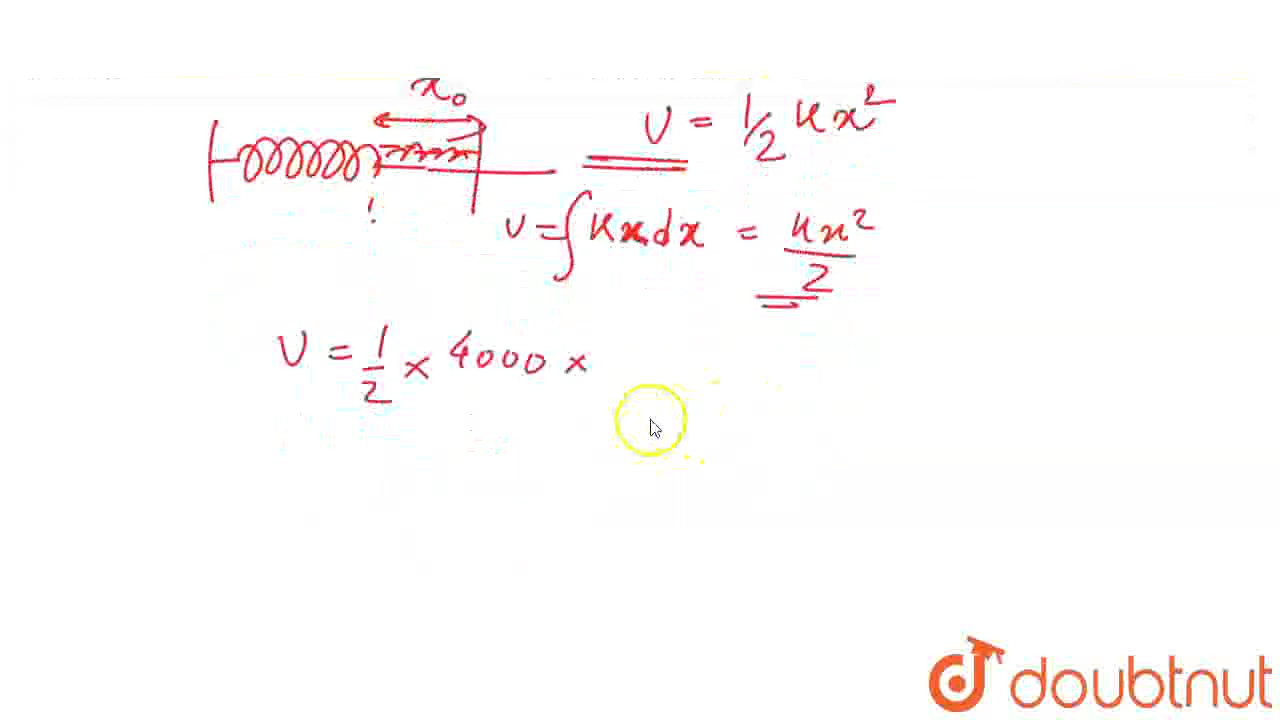 x₀
U = 1/2 Kx²
U = ∫ Kx dx = Kx²/2
U = 1/2 × 4000 ×
doubtnut